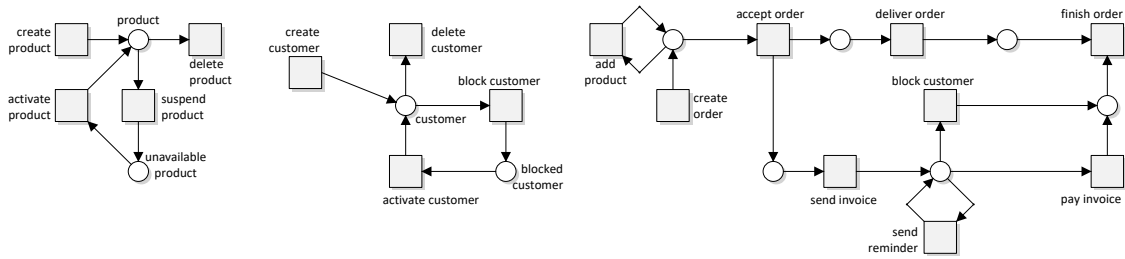 create
product
product
delete
product
activate
product
suspend
product
unavailable
product
create
customer
delete
customer
block customer
customer
blocked
customer
activate customer
add
product
create
order
accept order
deliver order
finish order
block customer
send invoice
pay invoice
send
reminder